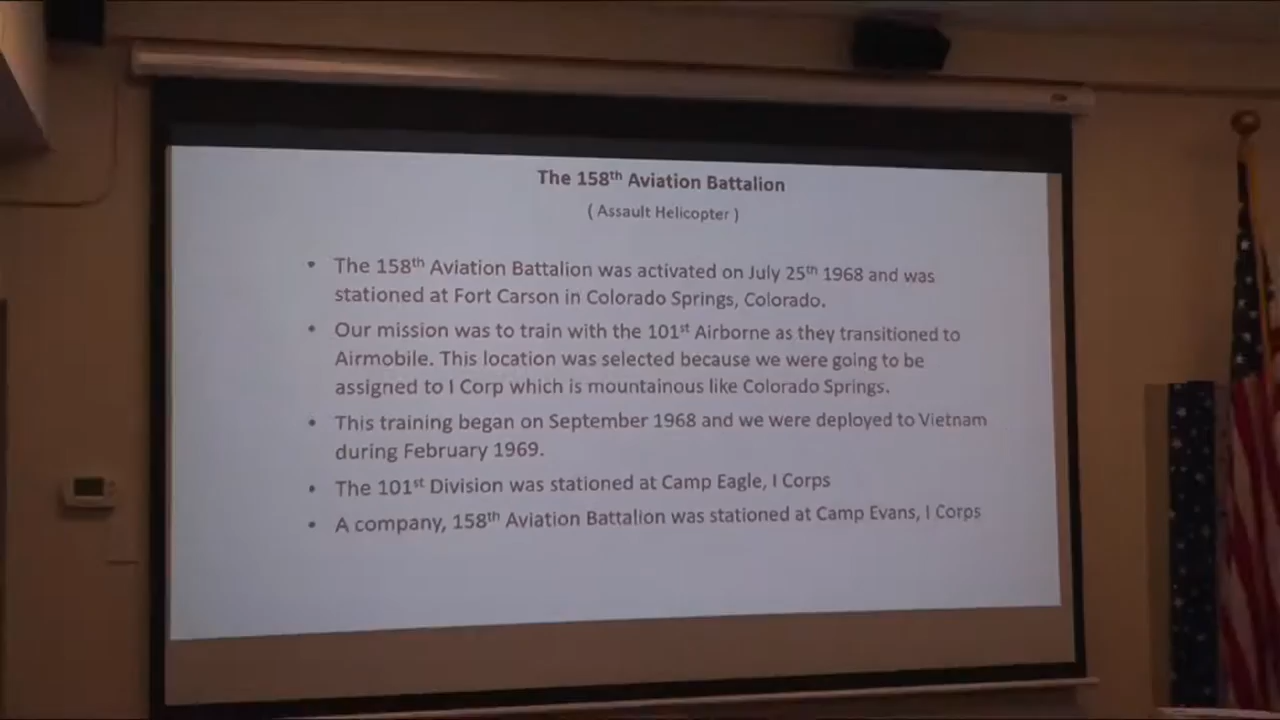 The 158th Aviation Battalion
( Assault Helicopter )
• The 158th Aviation Battalion was activated on July 25th 1968 and was
stationed at Fort Carson in Colorado Springs, Colorado.
• Our mission was to train with the 101st Airborne as they transitioned to
Airmobile. This location was selected because we were going to be
assigned to I Corp which is mountainous like Colorado Springs.
• This training began on September 1968 and we were deployed to Vietnam
during February 1969.
• The 101st Division was stationed at Camp Eagle, I Corps
• A company, 158th Aviation Battalion was stationed at Camp Evans, I Corps